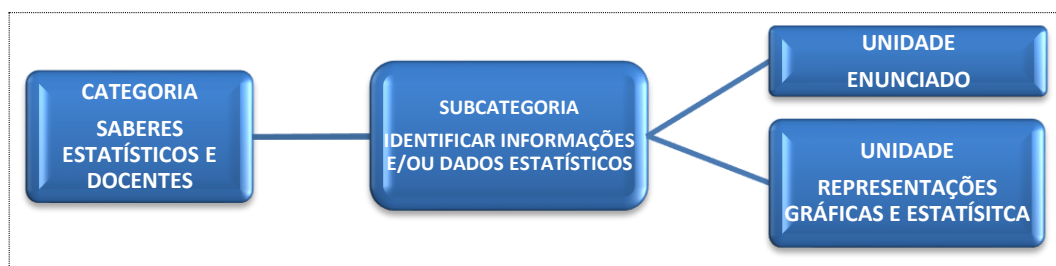 CATEGORIA
SABERES
ESTATÍSTICOS E
DOCENTES
SUBCATEGORIA
IDENTIFICAR INFORMAÇÕES
E/OU DADOS ESTATÍSTICOS
UNIDADE
ENUNCIADO
UNIDADE
REPRESENTAÇÕES
GRÁFICAS E ESTATÍSITCA